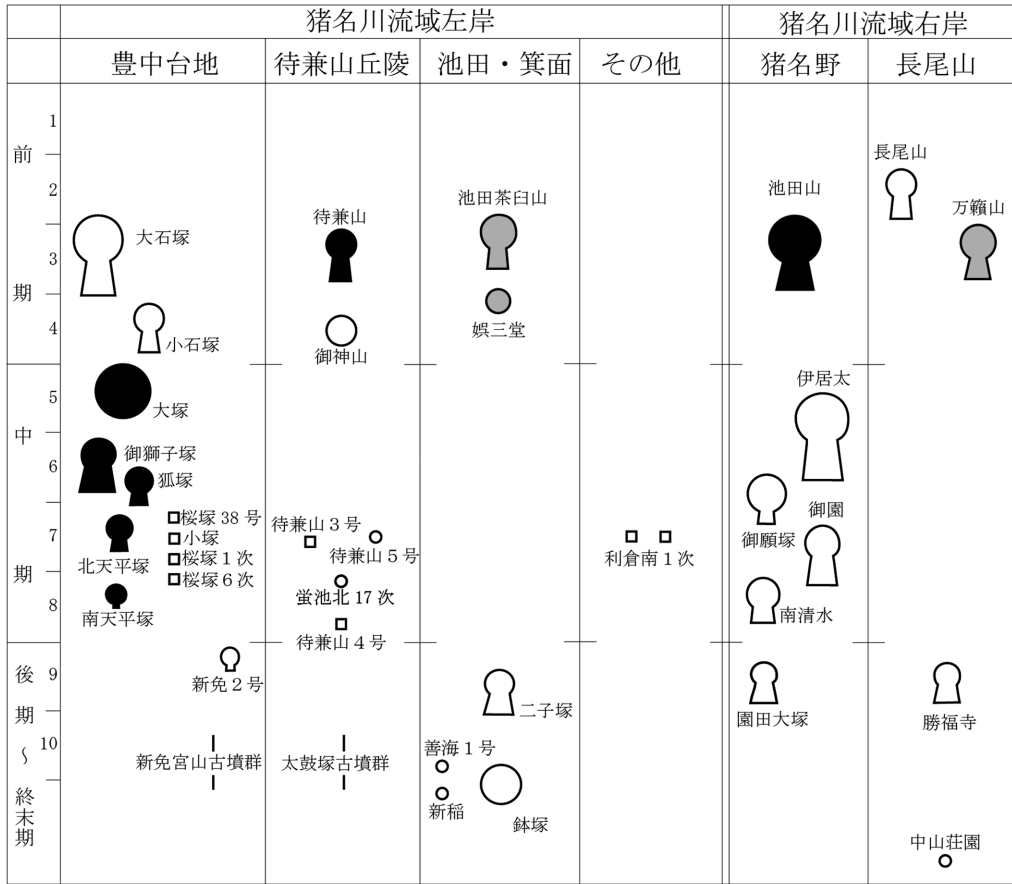 猪名川流域左岸
猪名川流域右岸
豊中台地
待兼山丘陵
池田・箕面
その他
猪名野
長尾山
前
期
1
2
3
4
中
期
5
6
7
8
後
期
～
終
末
期
9
10
大石塚
小石塚
大塚
御獅子塚
狐塚
北天平塚
桜塚 38 号
小塚
桜塚 1 次
桜塚 6 次
南天平塚
新免 2 号
新免宮山古墳群
待兼山
御神山
待兼山 3 号
待兼山 5 号
蛍池北 17 次
待兼山 4 号
太鼓塚古墳群
池田茶臼山
娯三堂
二子塚
善海 1 号
新稲
鉢塚
利倉南 1 次
池田山
伊居太
御願塚
御園
南清水
園田大塚
長尾山
万籟山
勝福寺
中山荘園